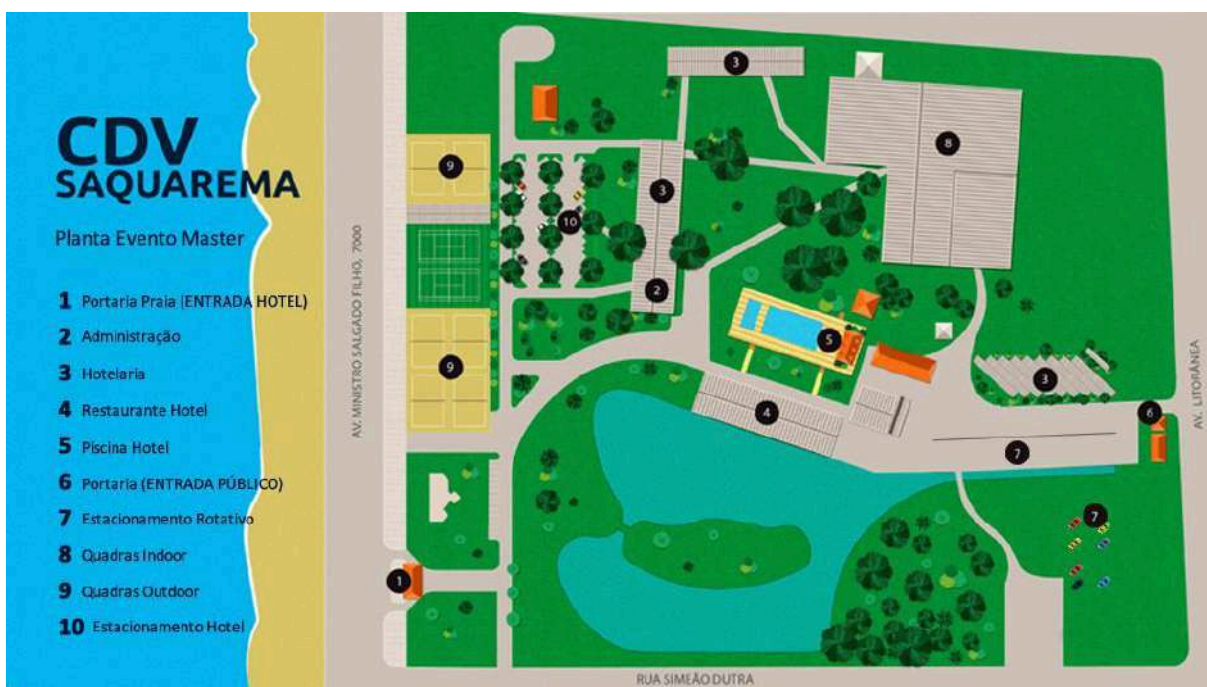 CDV
SAQUAREMA
Planta Evento Master
1 Portaria Praia (ENTRADA HOTEL)
2 Administração
3 Hotelaria
4 Restaurante Hotel
5 Piscina Hotel
6 Portaria (ENTRADA PÚBLICO)
7 Estacionamento Rotativo
8 Quadras Indoor
9 Quadras Outdoor
10 Estacionamento Hotel
AV. MINISTRO SALGADO FILHO, 7000
3
8
9
3
10
2
5
9
3
4
6
7
7
1
AV. LITORÂNEA
RUA SIMEÃO DUTRA